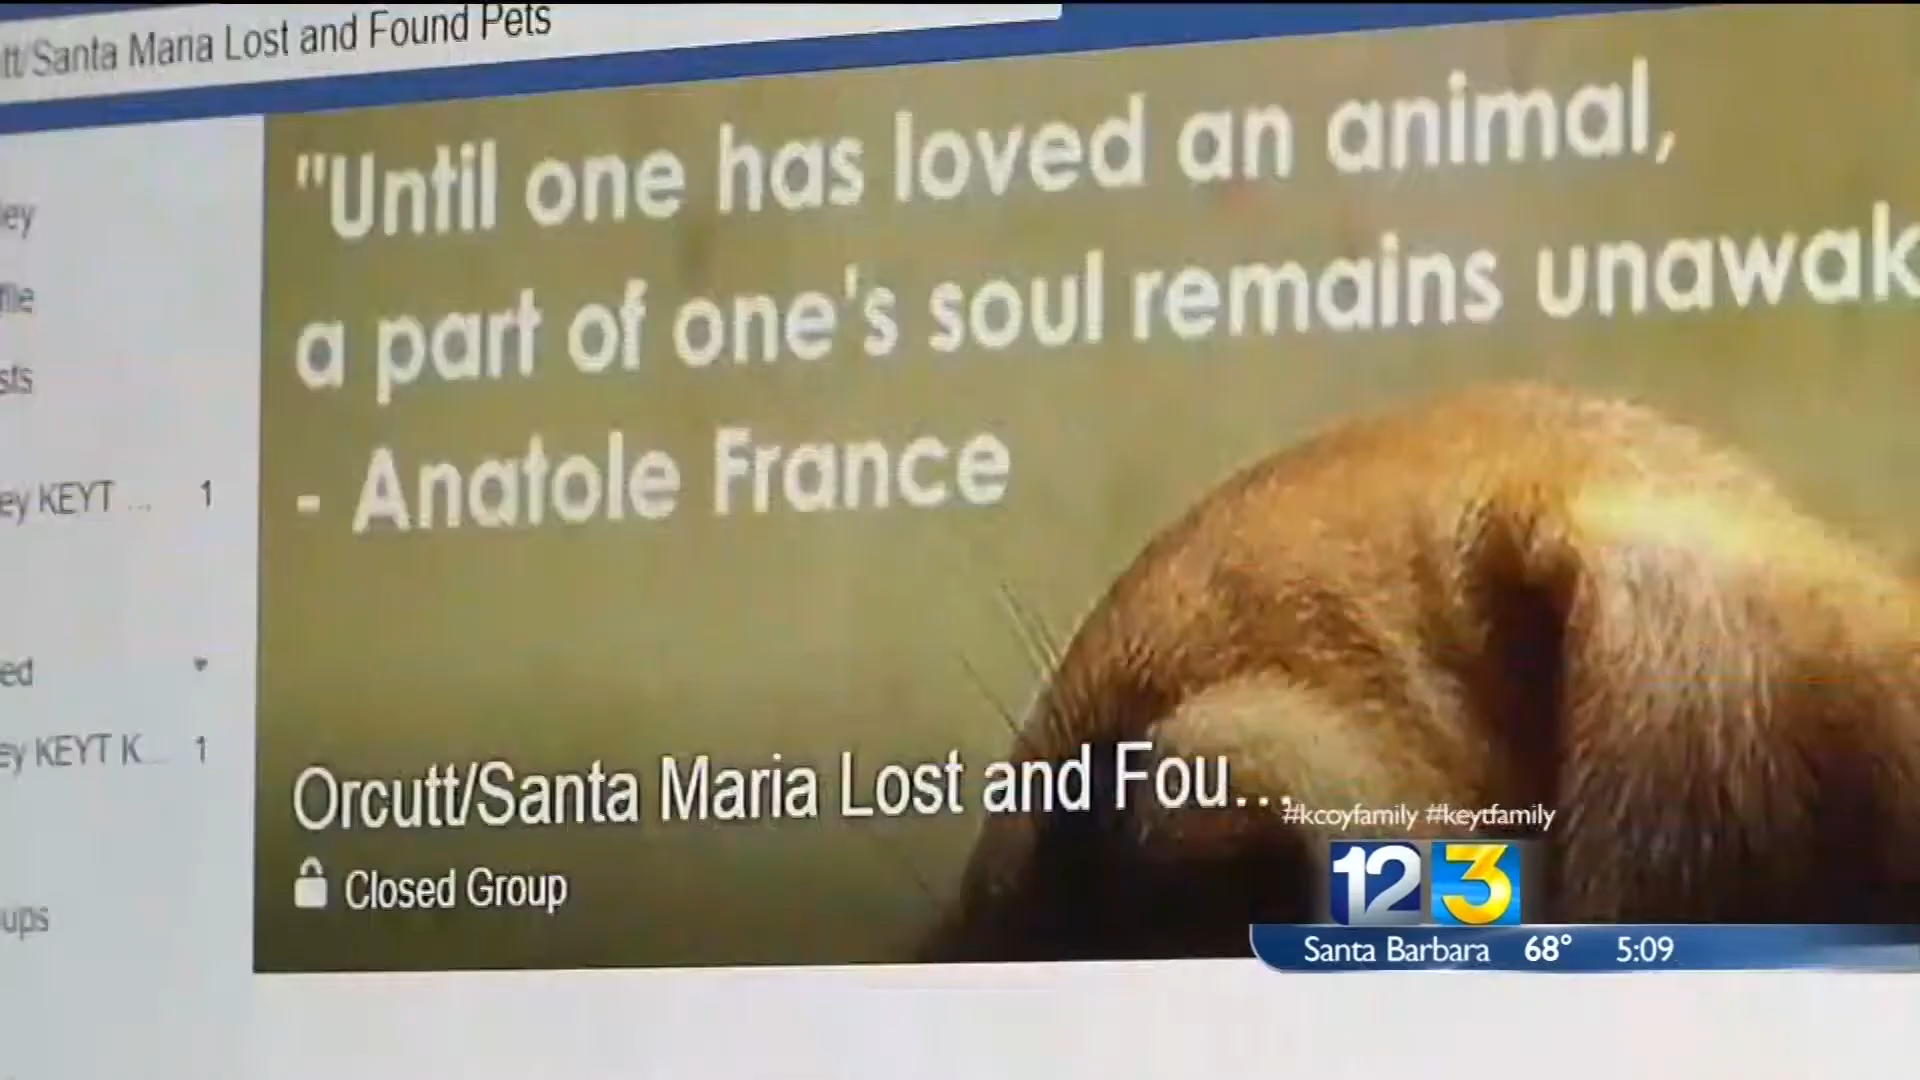 tt/Santa Maria Lost and Found Pets
"Until one has loved an animal,
a part of one's soul remains unawak
- Anatole France
ey
file
sts
ey KEYT ... 1
ed
ey KEYT K... 1
ups
Orcutt/Santa Maria Lost and Fou...
Closed Group
#kcoyfamily #keytfamily
12 3
Santa Barbara 68° 5:09